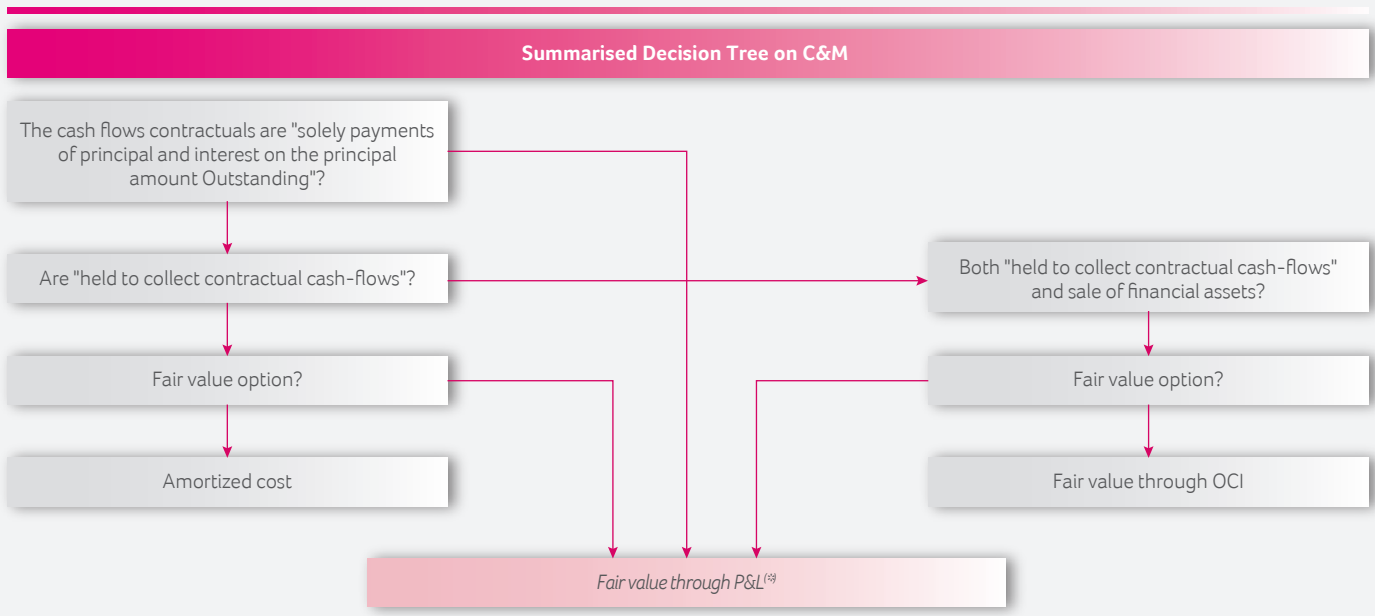 Summarised Decision Tree on C&M
The cash flows contractuals are "solely payments
of principal and interest on the principal
amount Outstanding"?
Are "held to collect contractual cash-flows"?
Both "held to collect contractual cash-flows"
and sale of financial assets?
Fair value option?
Fair value option?
Amortized cost
Fair value through OCI
Fair value through P&L(*)